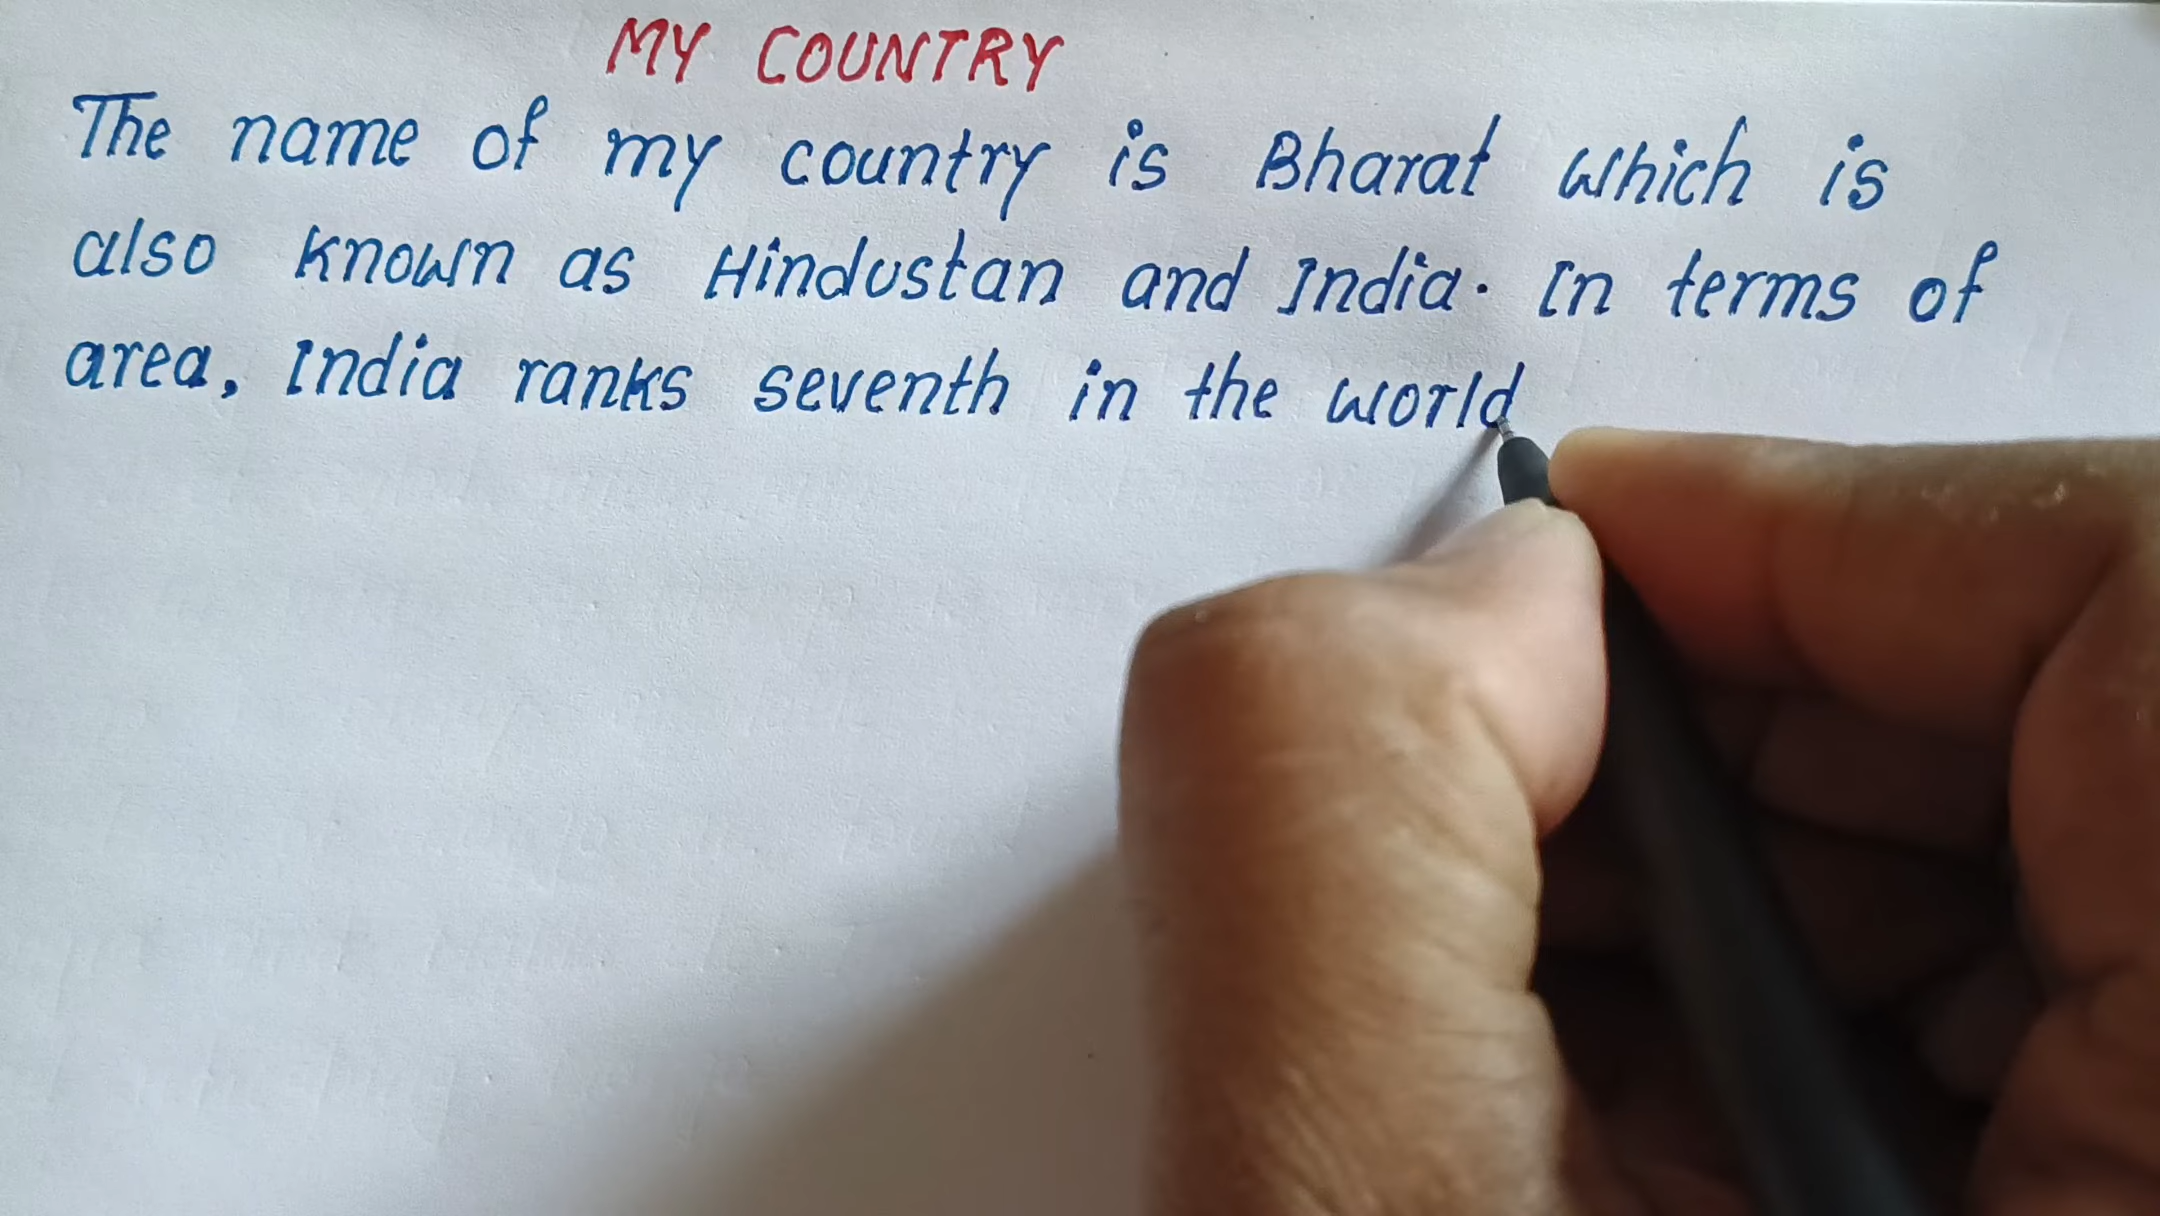 MY COUNTRY
The name of my country is Bharat which is
also known as Hindustan and India. In terms of
area, India ranks seventh in the world